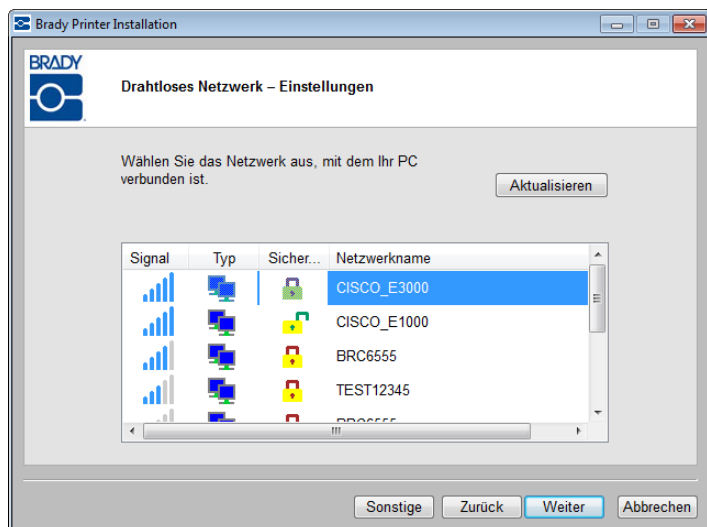 Brady Printer Installation
BRADY
Drahtloses Netzwerk – Einstellungen
Wählen Sie das Netzwerk aus, mit dem Ihr PC
verbunden ist.
Aktualisieren
Signal Typ Sicher... Netzwerkname
CISCO_E3000
CISCO_E1000
BRC6555
TEST12345
Sonstige Zurück Weiter Abbrechen